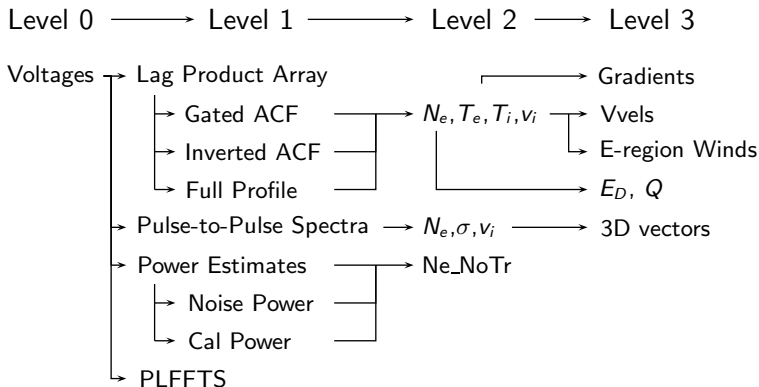 Level 0 Level 1 Level 2 Level 3
Voltages Lag Product Array Gradients
Gated ACF Nₑ, Tₑ, Tᵢ, vᵢ Vvels
Inverted ACF E-region Winds
Full Profile E_D, Q
Pulse-to-Pulse Spectra Nₑ,σ,vᵢ 3D vectors
Power Estimates Ne_NoTr
Noise Power
Cal Power
PLFFTS